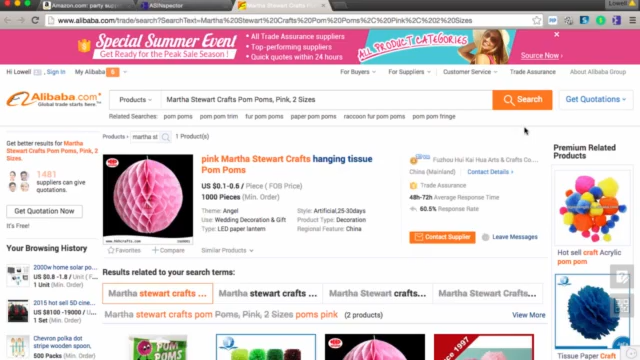 Amazon.com: party sup
ASINspector
Martha Stewart Crafts Pom P
Lowell
www.alibaba.com/trade/search?SearchText=Martha%20Stewart%20Crafts%20Pom%20Poms%2C%20Pink%2C%202%20Sizes
Special Summer Event
Get Ready for the Peak Sale Season!
All Trade Assurance suppliers
Top-performing suppliers
Quick quotes within 24 hours
ALL PRODUCT CATEGORIES
Source Now ›
Hi Lowell
Sign In
My Alibaba
6
For Buyers
For Suppliers
Customer Service
Trade Assurance
About Alibaba Group
Alibaba.com
Global trade starts here.
Products
Martha Stewart Crafts Pom Poms, Pink, 2 Sizes
Search
Get Quotations
Related Searches: pom poms pom pom trim fur pom poms paper pom poms raccoon fur pom poms pom pom fringe
Products ›
martha st
1 Product(s)
Get better results for Martha
Stewart Crafts Pom Poms, Pink, 2
Sizes.
1481
suppliers can give
quotations
Get Quotation Now
It's Free!
Your Browsing History
2000w home solar po...
US $0.8 -1.8 / Unit ( F
1 Unit (Min. Order)
2015 hot sell 5D cine...
US $8100 -19000 / U
1 Set (Min. Order)
Chevron polka dot
stripe wooden paper
500 Packs (Min. Order)
pink Martha Stewart Crafts hanging tissue
Pom Poms
US $0.1-0.6 / Piece ( FOB Price)
1000 Pieces (Min. Order)
Theme: Angel
Style: Artificial,25-30days
Use: Wedding Decoration & Gift
Product Type: Decoration
Type: LED paper lantern
Regional Feature: China
Favorites
Compare
Similar Products
Fuzhou Hui Kai Hua Arts & Crafts Co....
China (Mainland)
Contact Details
Trade Assurance
48h-72h Average Response Time
60.5% Response Rate
Contact Supplier
Leave Messages
Results related to your search terms:
Martha stewart crafts ...
Martha stewart crafts ...
Martha Stewart Crafts ...
Martha Stewart Crafts...
Martha stewart crafts pom Poms, Pink, 2 Sizes poms pink (2 products)
View More
POM
POMS
Since 1997
Premium Related
Products
Hot sell craft Acrylic
pom pom
Tissue Paper Craft